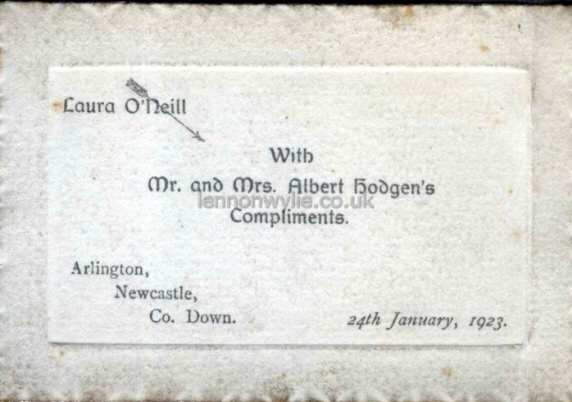 Laura O'Neill
With
Mr. and Mrs. Albert Hodgen's
lennonwylie.co.uk
Compliments.
Arlington,
Newcastle,
Co. Down.
24th January, 1923.